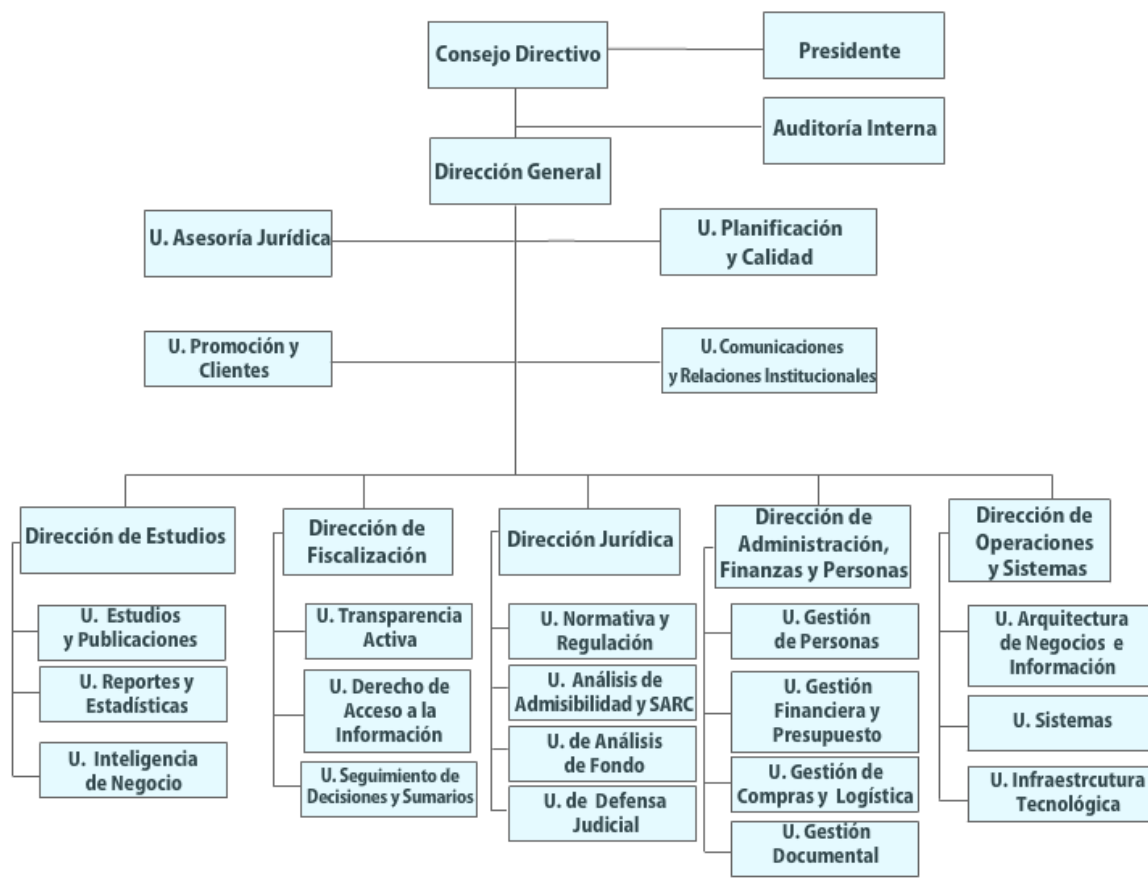 Consejo Directivo
Presidente
Auditoría Interna
Dirección General
U. Asesoría Jurídica
U. Planificación
y Calidad
U. Promoción y
Clientes
U. Comunicaciones
y Relaciones Institucionales
Dirección de Estudios
U. Estudios
y Publicaciones
U. Reportes y
Estadísticas
U. Inteligencia
de Negocio
Dirección de
Fiscalización
U. Transparencia
Activa
U. Derecho de
Acceso a la
Información
U. Seguimiento de
Decisiones y Sumarios
Dirección Jurídica
U. Normativa y
Regulación
U. Análisis de
Admisibilidad y SARC
U. de Análisis
de Fondo
U. de Defensa
Judicial
Dirección de
Administración,
Finanzas y Personas
U. Gestión
de Personas
U. Gestión
Financiera y
Presupuesto
U. Gestión de
Compras y Logística
U. Gestión
Documental
Dirección de
Operaciones
y Sistemas
U. Arquitectura
de Negocios e
Información
U. Sistemas
U. Infraestrcutura
Tecnológica